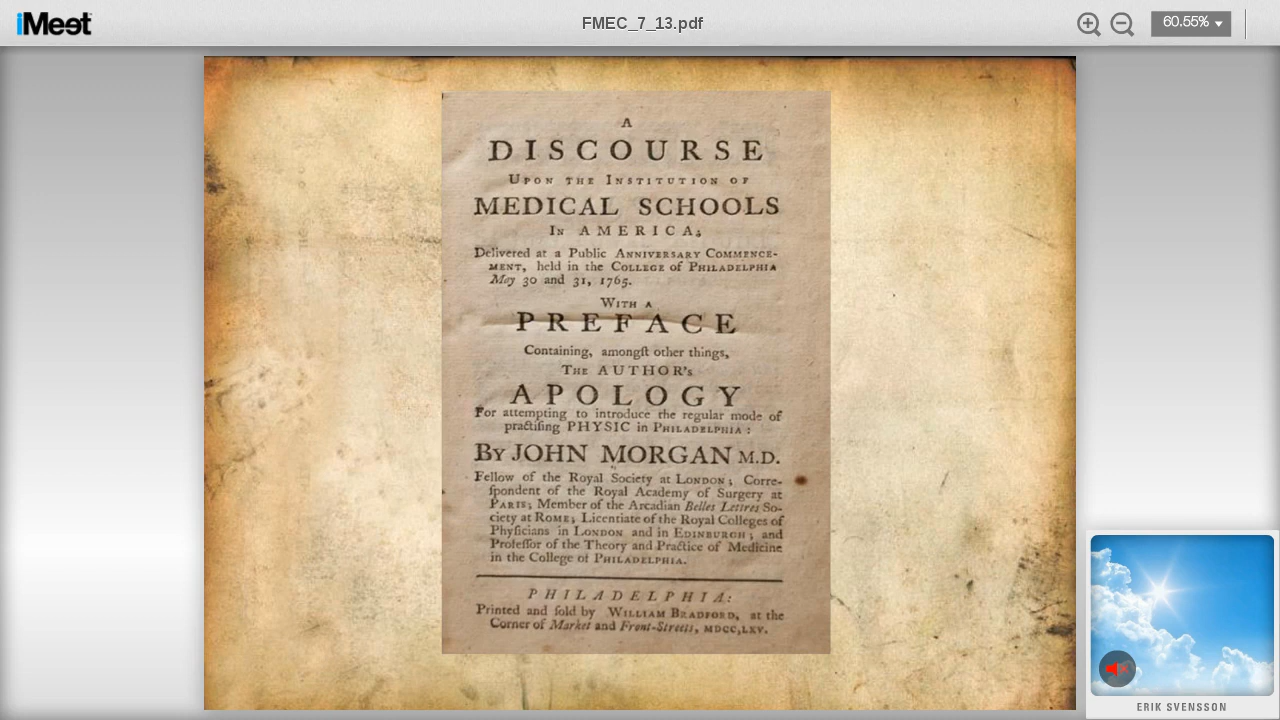 iMeet
FMEC_7_13.pdf
60.55%
A
DISCOURSE
UPON THE INSTITUTION OF
MEDICAL SCHOOLS
IN AMERICA;
Delivered at a Public ANNIVERSARY COMMENCE-
MENT, held in the COLLEGE of PHILADELPHIA
May 30 and 31, 1765.
WITH A
PREFACE
Containing, amongſt other things,
THE AUTHOR's
APOLOGY
For attempting to introduce the regular mode of
practiſing PHYSIC in PHILADELPHIA:
BY JOHN MORGAN M.D.
Fellow of the Royal Society at LONDON; Corre-
ſpondent of the Royal Academy of Surgery at
PARIS; Member of the Arcadian Belles Lettres So-
ciety at ROME; Licentiate of the Royal Colleges of
Phyſicians in LONDON and in EDINBURGH; and
Profeſſor of the Theory and Practice of Medicine
in the College of PHILADELPHIA.
PHILADELPHIA:
Printed and ſold by WILLIAM BRADFORD, at the
Corner of Market and Front-Streets, MDCC,LXV.
ERIK SVENSSON